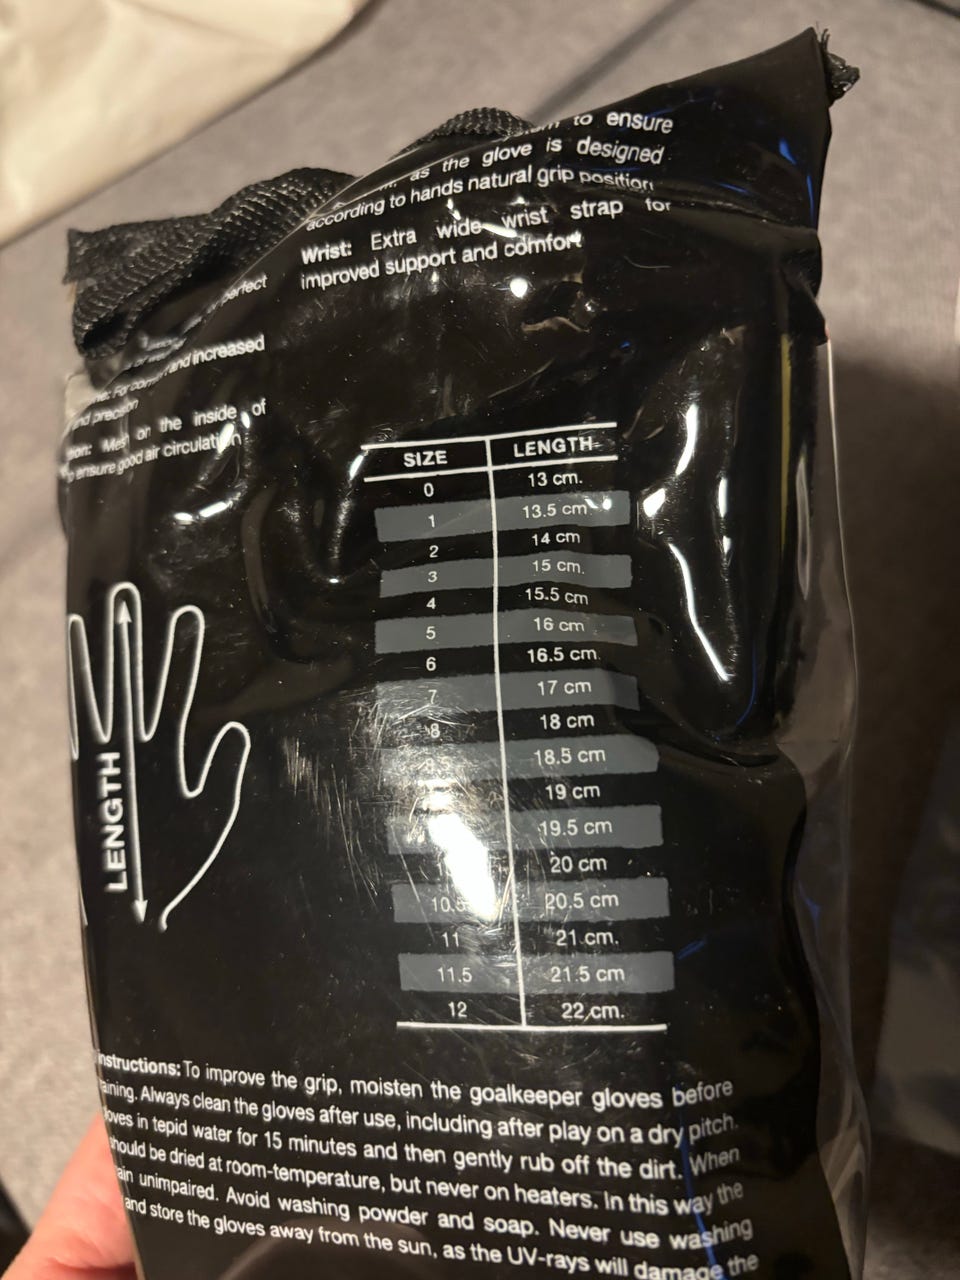 to ensure
as the glove is designed
according to hands natural grip position
Wrist: Extra wide wrist strap for
improved support and comfort
perfect
and increased
and precision
Mesh on the inside of
to ensure good air circulation
SIZE LENGTH
0 13 cm.
1 13.5 cm
2 14 cm
3 15 cm.
4 15.5 cm
5 16 cm
6 16.5 cm.
7 17 cm
8 18 cm
8.5 18.5 cm
19 cm
19.5 cm
20 cm
10.5 20.5 cm
11 21 cm.
11.5 21.5 cm
12 22 cm.
LENGTH
instructions: To improve the grip, moisten the goalkeeper gloves before
Always clean the gloves after use, including after play on a dry pitch.
in tepid water for 15 minutes and then gently rub off the dirt. When
should be dried at room-temperature, but never on heaters. In this way the
unimpaired. Avoid washing powder and soap. Never use washing
and store the gloves away from the sun, as the UV-rays will damage the